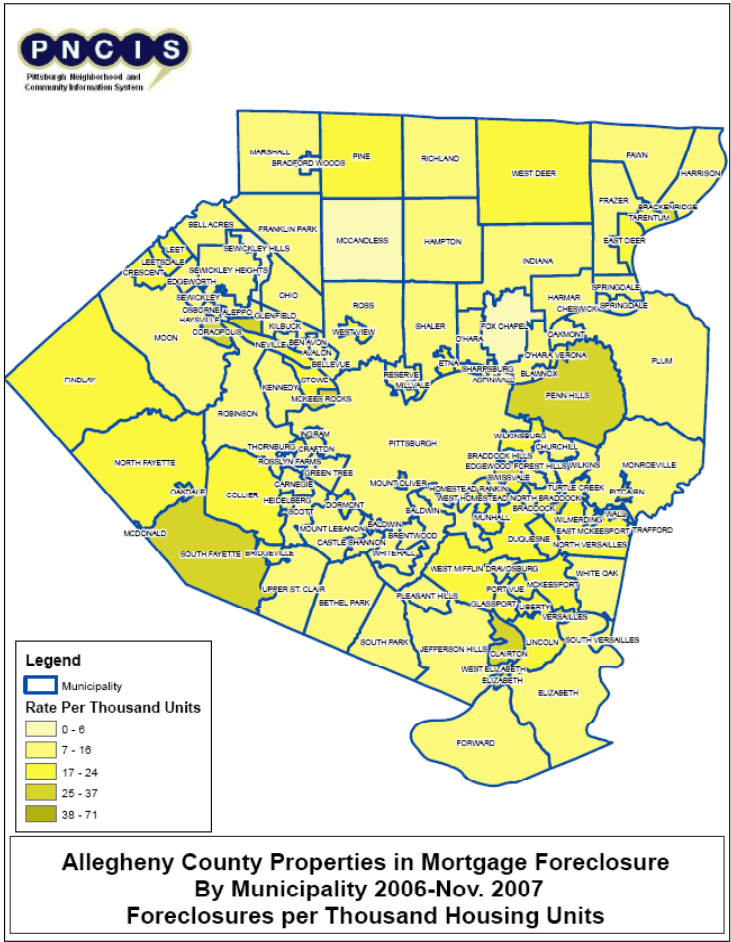 PNCIS
Pittsburgh Neighborhood and
Community Information System
MARSHALL
BRADFORD WOODS
PINE
RICHLAND
WEST DEER
FAWN
HARRISON
FRAZER
BRACKENRIDGE
TARENTUM
EAST DEER
BELL ACRES
FRANKLIN PARK
MCCANDLESS
HAMPTON
INDIANA
LEET
LEETSDALE
CRESCENT
SEWICKLEY HILLS
SEWICKLEY HEIGHTS
EDGEWORTH
SEWICKLEY
OSBORNE
ALEPPO
HAYSVILLE
GLENFIELD
CORAOPOLIS
KILBUCK
OHIO
ROSS
SHALER
SPRINGDALE
HARMAR
CHESWICK
SPRINGDALE
FOX CHAPEL
O'HARA
OAKMONT
MOON
NEVILLE
BEN AVON
AVALON
BELLEVUE
WEST VIEW
ETNA
SHARPSBURG
ASPINWALL
O'HARA
VERONA
BLAWNOX
PLUM
FINDLAY
KENNEDY
STOWE
MCKEES ROCKS
RESERVE
MILLVALE
PENN HILLS
ROBINSON
INGRAM
CRAFTON
THORNBURG
ROSSLYN FARMS
GREEN TREE
PITTSBURGH
WILKINSBURG
CHURCHILL
BRADDOCK HILLS
EDGEWOOD
FOREST HILLS
WILKINS
MONROEVILLE
SWISSVALE
NORTH FAYETTE
OAKDALE
COLLIER
CARNEGIE
HEIDELBERG
SCOTT
DORMONT
MOUNT OLIVER
HOMESTEAD
RANKIN
WEST HOMESTEAD
NORTH BRADDOCK
BRADDOCK
TURTLE CREEK
PITCAIRN
WALL
MOUNT LEBANON
BALDWIN
BALDWIN
BRENTWOOD
CASTLE SHANNON
WHITEHALL
MUNHALL
WILMERDING
EAST MCKEESPORT
TRAFFORD
NORTH VERSAILLES
DUQUESNE
MCDONALD
SOUTH FAYETTE
BRIDGEVILLE
UPPER ST. CLAIR
BETHEL PARK
PLEASANT HILLS
WEST MIFFLIN
DRAVOSBURG
PORT VUE
MCKEESPORT
WHITE OAK
GLASSPORT
LIBERTY
VERSAILLES
SOUTH PARK
JEFFERSON HILLS
CLAIRTON
LINCOLN
SOUTH VERSAILLES
WEST ELIZABETH
ELIZABETH
ELIZABETH
FORWARD
Legend
Municipality
Rate Per Thousand Units
0 - 6
7 - 16
17 - 24
25 - 37
38 - 71
Allegheny County Properties in Mortgage Foreclosure
By Municipality 2006-Nov. 2007
Foreclosures per Thousand Housing Units